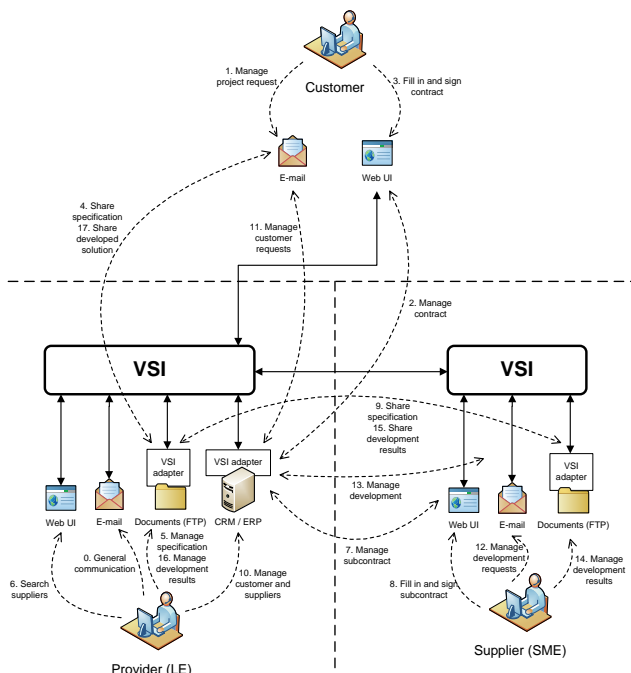 Customer
1. Manage
project request
3. Fill in and sign
contract
E-mail
Web UI
4. Share
specification
17. Share
developed
solution
11. Manage
customer
requests
2. Manage
contract
VSI
VSI
9. Share
specification
15. Share
development
results
VSI
adapter
VSI adapter
VSI
adapter
13. Manage
development
Web UI
E-mail
Documents (FTP)
CRM / ERP
Web UI
E-mail
Documents (FTP)
0. General
communication
5. Manage
specification
16. Manage
development
results
7. Manage
subcontract
12. Manage
development
requests
14. Manage
development
results
6. Search
suppliers
10. Manage
customer and
suppliers
8. Fill in and sign
subcontract
Provider (LE)
Supplier (SME)